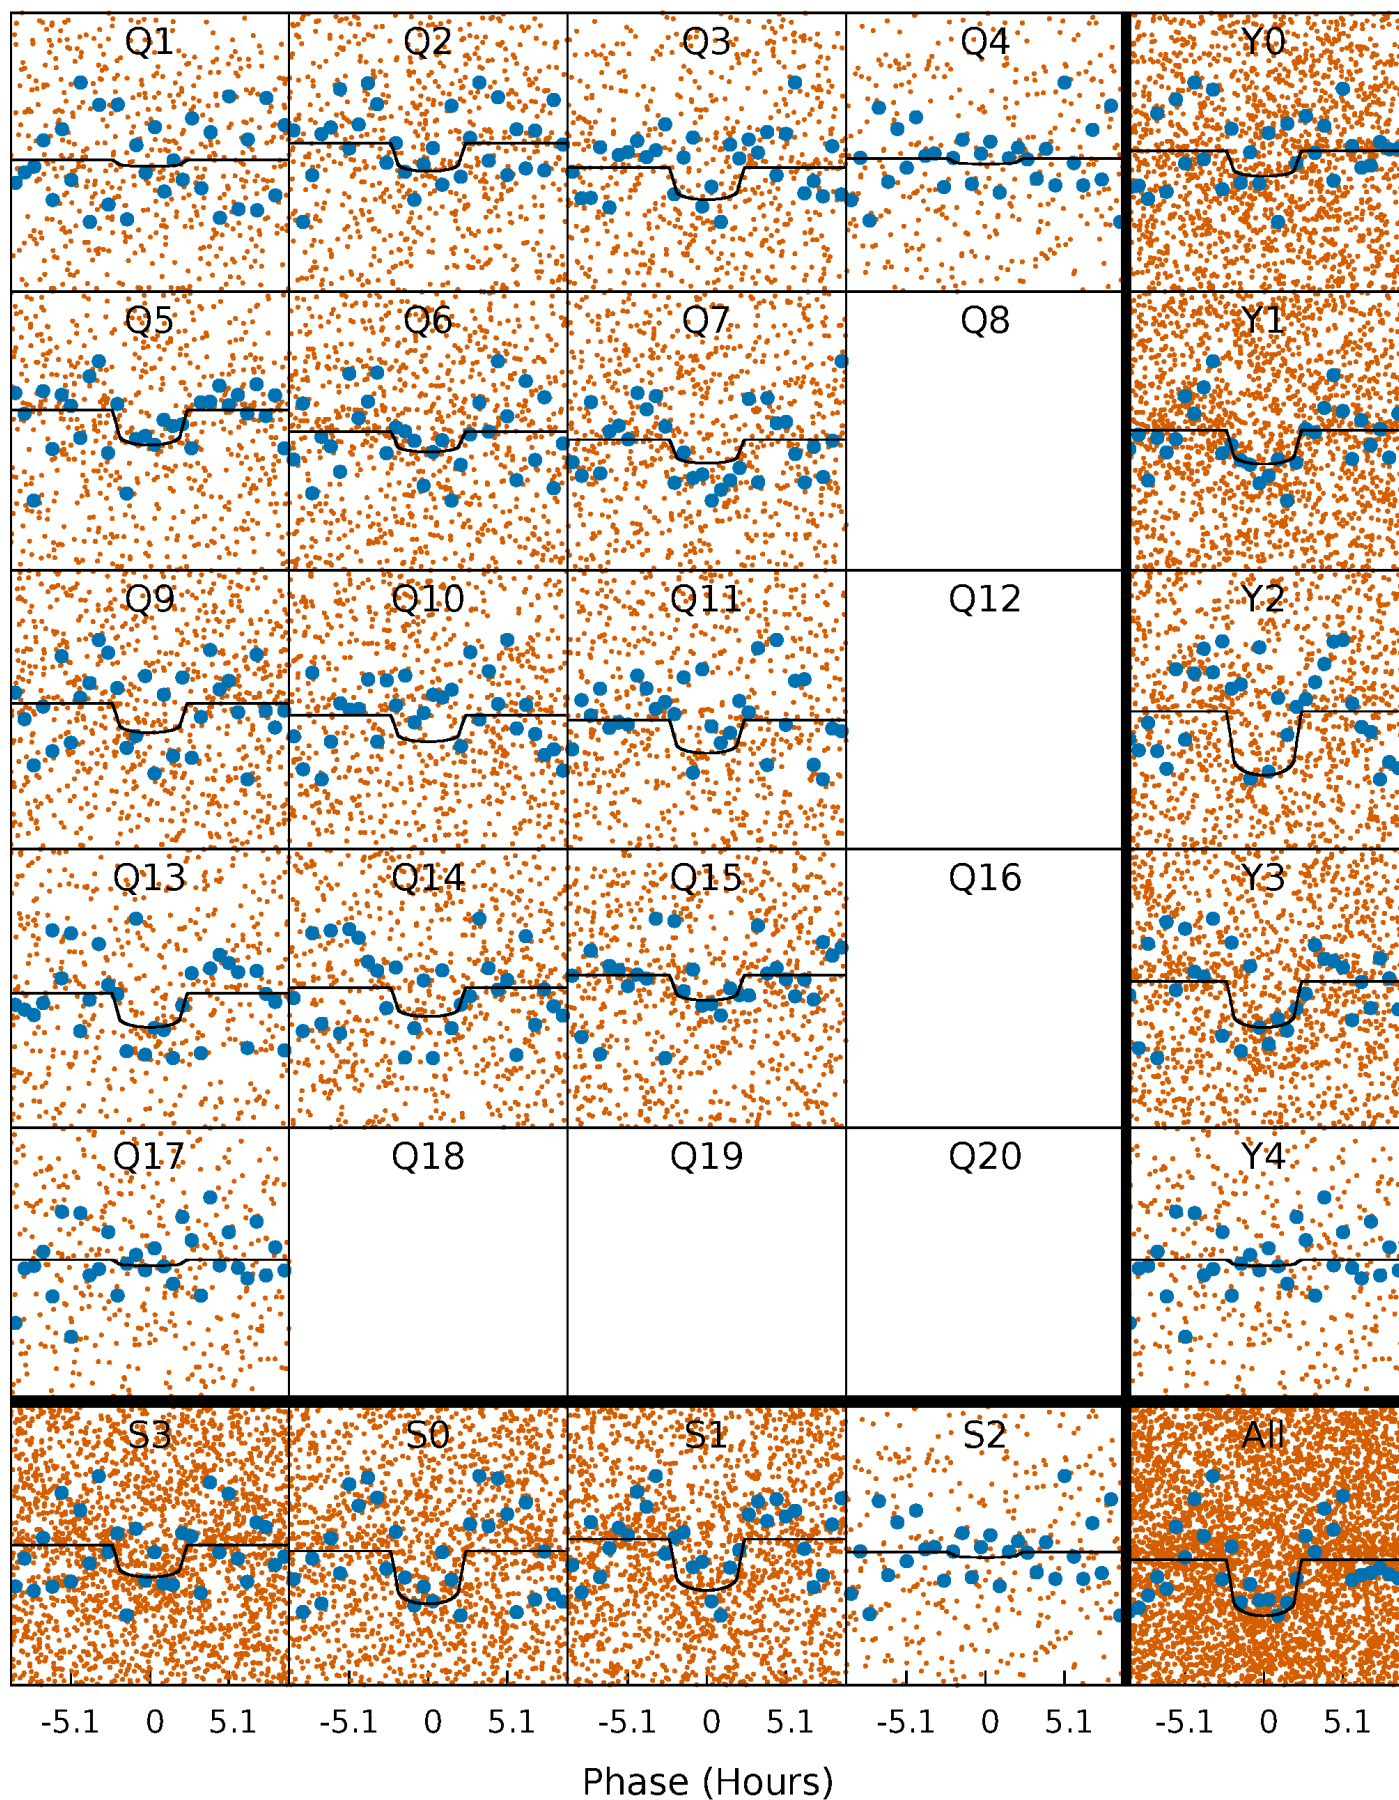 Q1 Q2 Q3 Q4 Y0
Q5 Q6 Q7 Q8 Y1
Q9 Q10 Q11 Q12 Y2
Q13 Q14 Q15 Q16 Y3
Q17 Q18 Q19 Q20 Y4
S3 S0 S1 S2 All
-5.1 0 5.1 -5.1 0 5.1 -5.1 0 5.1 -5.1 0 5.1 -5.1 0 5.1
Phase (Hours)